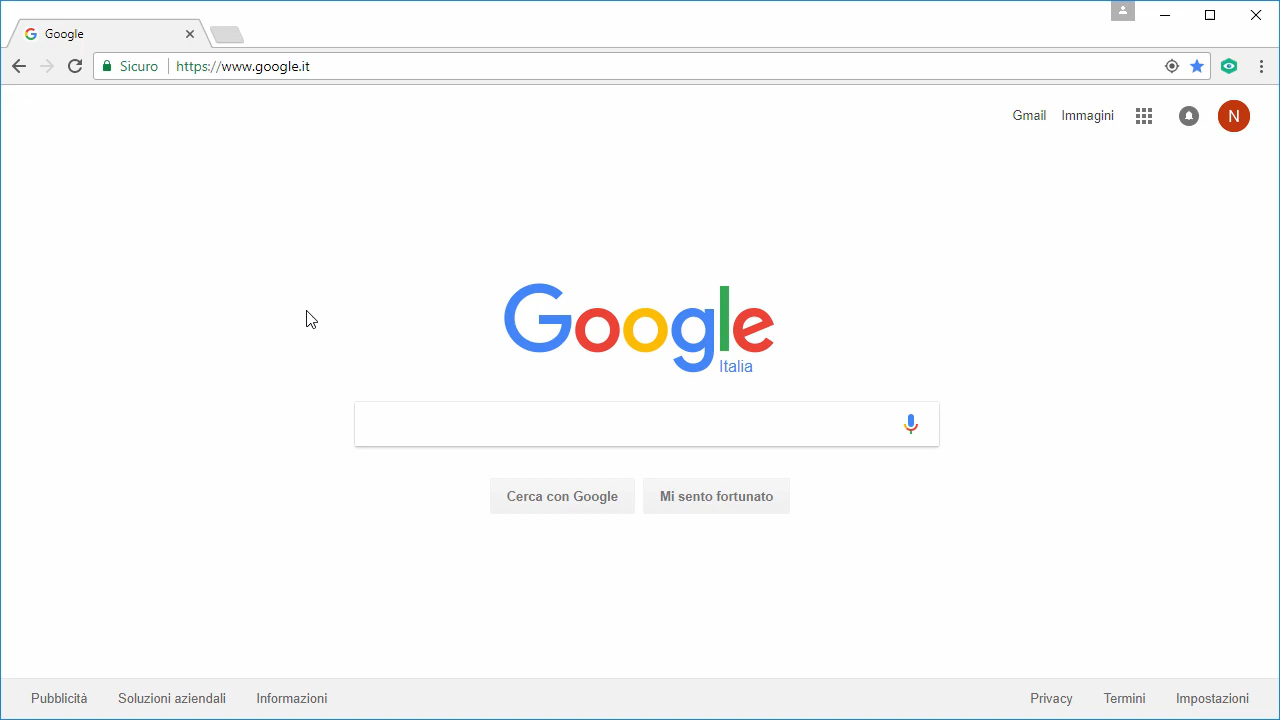 Google
Sicuro https://www.google.it
Gmail Immagini N
Google
Italia
Cerca con Google Mi sento fortunato
Pubblicità Soluzioni aziendali Informazioni Privacy Termini Impostazioni